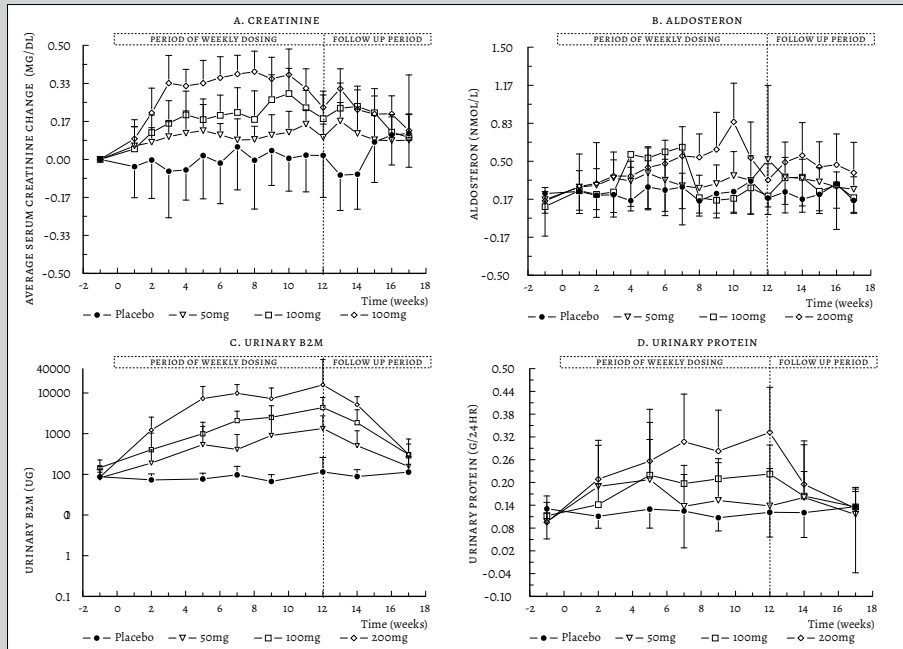 A. CREATININE
PERIOD OF WEEKLY DOSING FOLLOW UP PERIOD
AVERAGE SERUM CREATININE CHANGE (MG/DL)
0.50
0.33
0.17
0.00
-0.17
-0.33
-0.50
-2 0 2 4 6 8 10 12 14 16 18
Time (weeks)
Placebo 50mg 100mg 100mg
B. ALDOSTERON
PERIOD OF WEEKLY DOSING FOLLOW UP PERIOD
ALDOSTERON (NMOL/L)
1.50
1.17
0.83
0.50
0.17
-0.17
-0.50
-2 0 2 4 6 8 10 12 14 16 18
Time (weeks)
Placebo 50mg 100mg 200mg
C. URINARY B2M
PERIOD OF WEEKLY DOSING FOLLOW UP PERIOD
URINARY B2M (UG)
40000
10000
1000
100
0
1
0.1
-2 0 2 4 6 8 10 12 14 16 18
Time (weeks)
Placebo 50mg 100mg 200mg
D. URINARY PROTEIN
PERIOD OF WEEKLY DOSING FOLLOW UP PERIOD
URINARY PROTEIN (G/24HR)
0.50
0.44
0.38
0.32
0.26
0.20
0.14
0.08
0.02
-0.04
-0.10
-2 0 2 4 6 8 10 12 14 16 18
Time (weeks)
Placebo 50mg 100mg 200mg